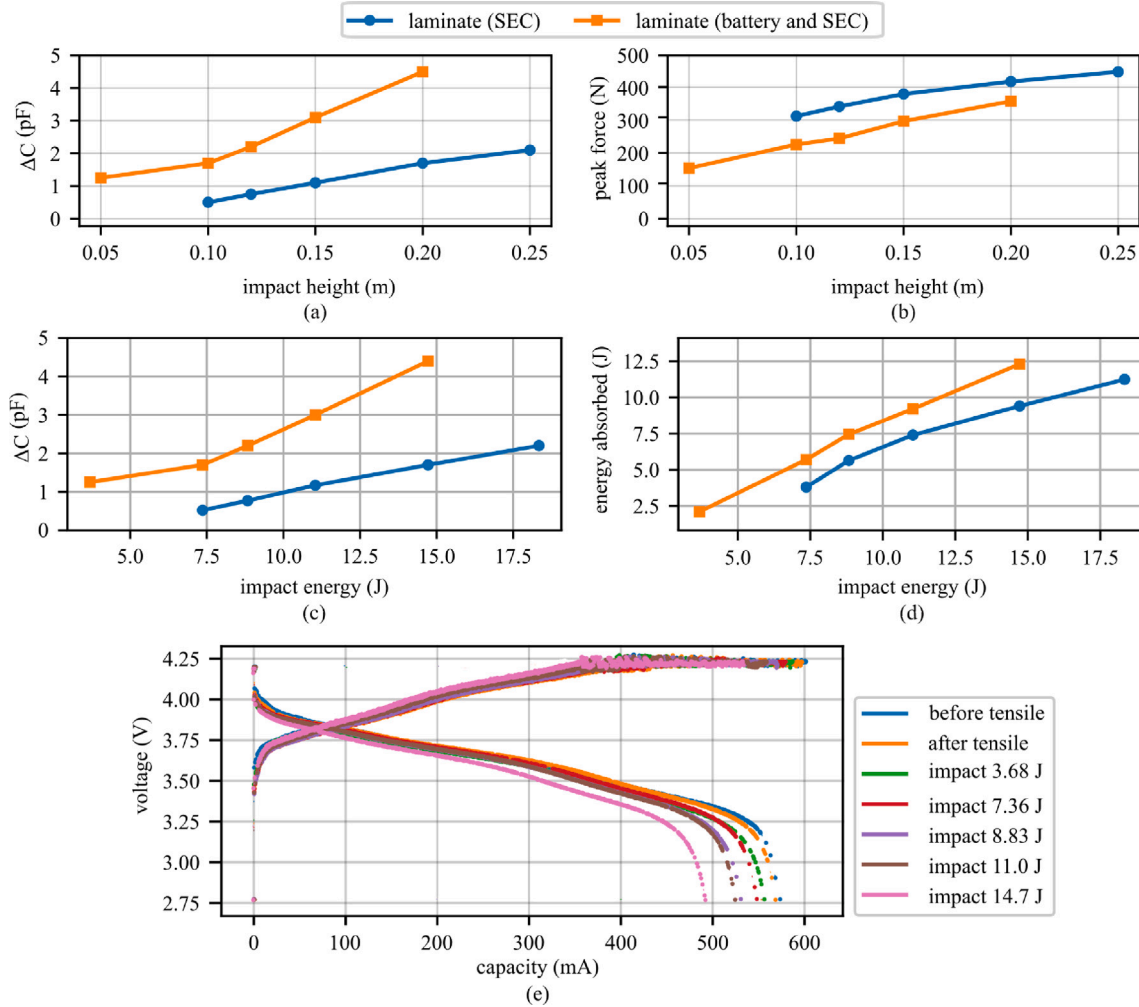 laminate (SEC) laminate (battery and SEC)
5
4
3
2
1
0
ΔC (pF)
0.05 0.10 0.15 0.20 0.25
impact height (m)
(a)
500
400
300
200
100
0
peak force (N)
0.05 0.10 0.15 0.20 0.25
impact height (m)
(b)
5
4
3
2
1
0
ΔC (pF)
5.0 7.5 10.0 12.5 15.0 17.5
impact energy (J)
(c)
12.5
10.0
7.5
5.0
2.5
energy absorbed (J)
5.0 7.5 10.0 12.5 15.0 17.5
impact energy (J)
(d)
4.25
4.00
3.75
3.50
3.25
3.00
2.75
voltage (V)
0 100 200 300 400 500 600
capacity (mA)
(e)
before tensile
after tensile
impact 3.68 J
impact 7.36 J
impact 8.83 J
impact 11.0 J
impact 14.7 J